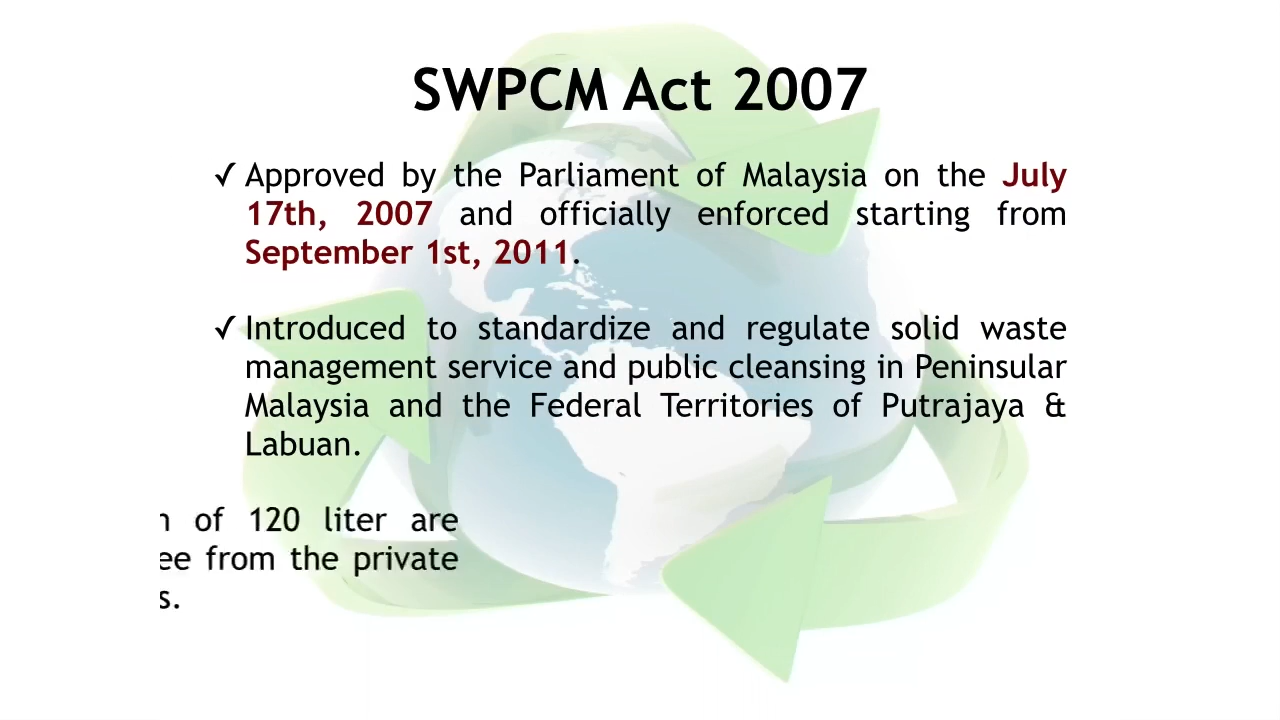 SWPCM Act 2007
✓ Approved by the Parliament of Malaysia on the July
17th, 2007 and officially enforced starting from
September 1st, 2011.
✓ Introduced to standardize and regulate solid waste
management service and public cleansing in Peninsular
Malaysia and the Federal Territories of Putrajaya &
Labuan.
of 120 liter are
from the private